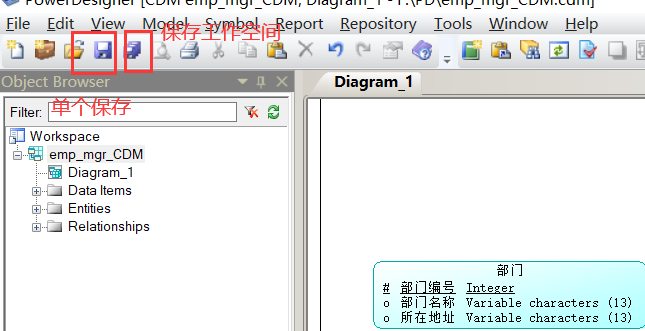 PowerDesigner [CDM emp_mgr_CDM, Diagram_1 - F:\PD\emp_mgr_CDM.cdm]
File Edit View Model Symbol Report Repository Tools Window Help
保存工作空间
Object Browser
单个保存
Filter:
Workspace
emp_mgr_CDM
Diagram_1
Data Items
Entities
Relationships
Diagram_1
部门
# 部门编号 Integer
o 部门名称 Variable characters (13)
o 所在地址 Variable characters (13)